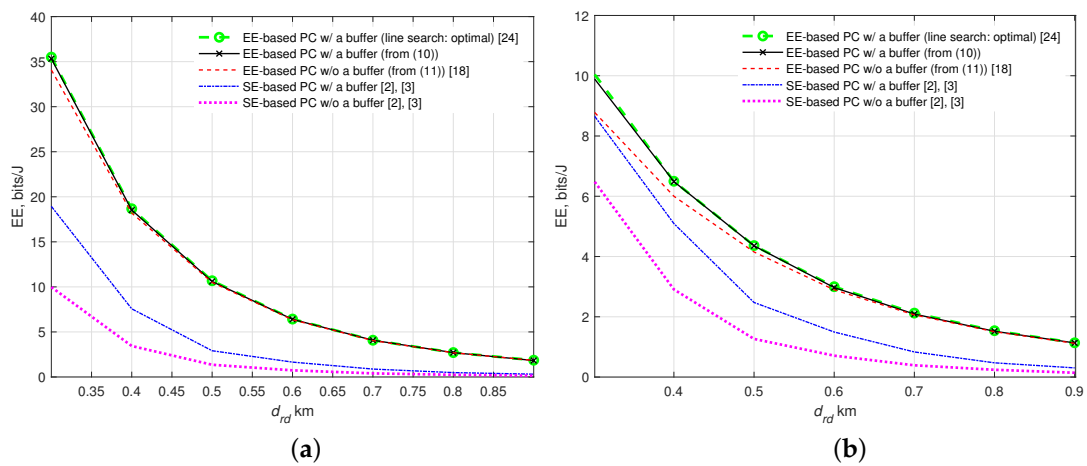 40
35
30
25
20
15
10
5
0
EE, bits/J
EE-based PC w/ a buffer (line search: optimal) [24]
EE-based PC w/ a buffer (from (10))
EE-based PC w/o a buffer (from (11)) [18]
SE-based PC w/ a buffer [2], [3]
SE-based PC w/o a buffer [2], [3]
0.35 0.4 0.45 0.5 0.55 0.6 0.65 0.7 0.75 0.8 0.85
d_rd km
(a)
12
10
8
6
4
2
0
EE, bits/J
EE-based PC w/ a buffer (line search: optimal) [24]
EE-based PC w/ a buffer (from (10))
EE-based PC w/o a buffer (from (11)) [18]
SE-based PC w/ a buffer [2], [3]
SE-based PC w/o a buffer [2], [3]
0.4 0.5 0.6 0.7 0.8 0.9
d_rd km
(b)